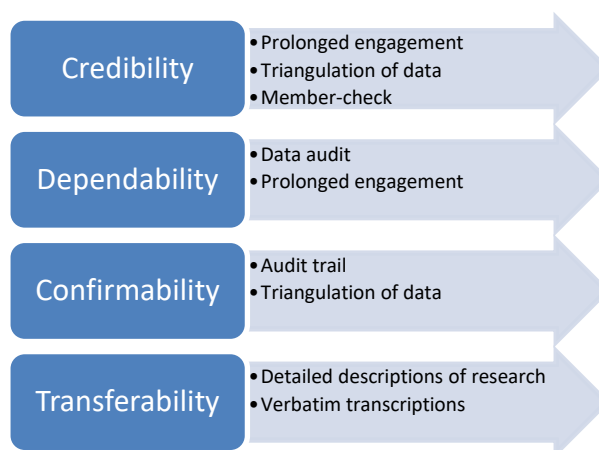 Credibility
• Prolonged engagement
• Triangulation of data
• Member-check
Dependability
• Data audit
• Prolonged engagement
Confirmability
• Audit trail
• Triangulation of data
Transferability
• Detailed descriptions of research
• Verbatim transcriptions